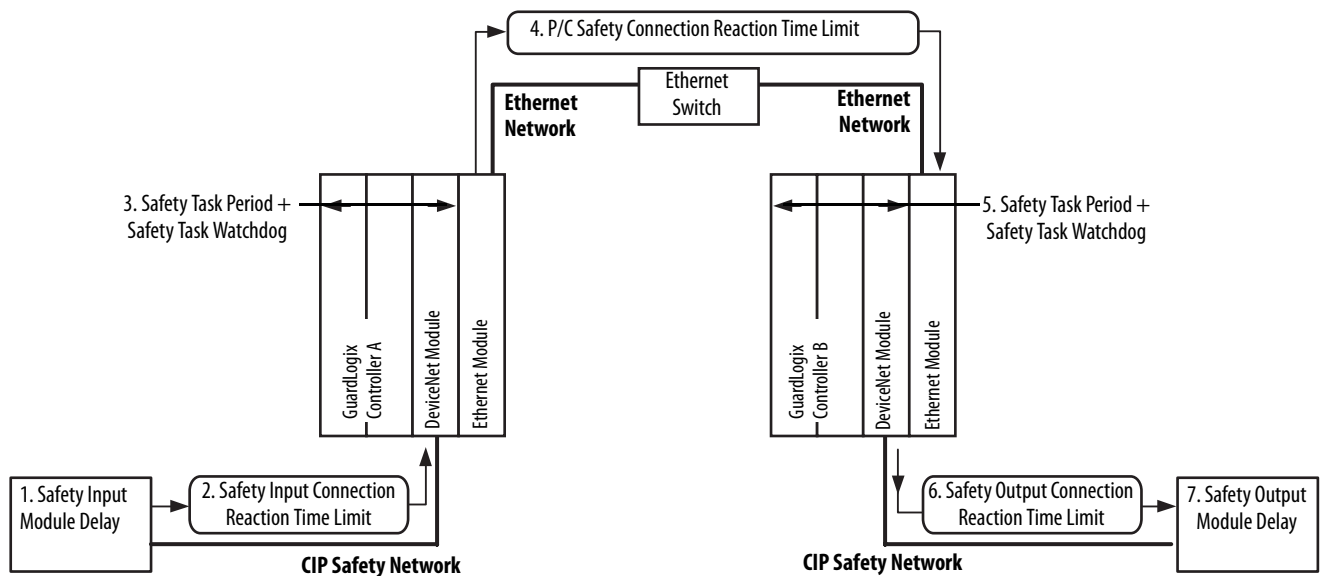 4. P/C Safety Connection Reaction Time Limit
Ethernet
Switch
Ethernet
Network
Ethernet
Network
3. Safety Task Period +
Safety Task Watchdog
5. Safety Task Period +
Safety Task Watchdog
GuardLogix
Controller A
DeviceNet Module
Ethernet Module
GuardLogix
Controller B
DeviceNet Module
Ethernet Module
1. Safety Input
Module Delay
2. Safety Input Connection
Reaction Time Limit
6. Safety Output Connection
Reaction Time Limit
7. Safety Output
Module Delay
CIP Safety Network
CIP Safety Network